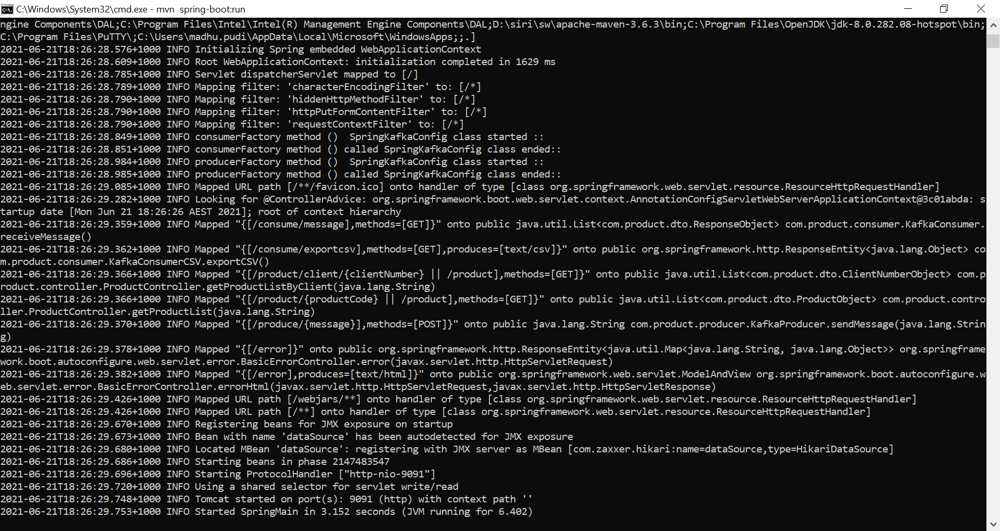 C:\Windows\System32\cmd.exe - mvn  spring-boot:run
ngine Components\DAL;C:\Program Files\Intel\Intel(R) Management Engine Components\DAL;D:\siri\sw\apache-maven-3.6.3\bin;C:\Program Files\OpenJDK\jdk-8.0.282.08-hotspot\bin;
C:\Program Files\PuTTY\;C:\Users\madhu.pudi\AppData\Local\Microsoft\WindowsApps;;.]
2021-06-21T18:26:28.576+1000 INFO Initializing Spring embedded WebApplicationContext
2021-06-21T18:26:28.609+1000 INFO Root WebApplicationContext: initialization completed in 1629 ms
2021-06-21T18:26:28.785+1000 INFO Servlet dispatcherServlet mapped to [/]
2021-06-21T18:26:28.789+1000 INFO Mapping filter: 'characterEncodingFilter' to: [/*]
2021-06-21T18:26:28.790+1000 INFO Mapping filter: 'hiddenHttpMethodFilter' to: [/*]
2021-06-21T18:26:28.790+1000 INFO Mapping filter: 'httpPutFormContentFilter' to: [/*]
2021-06-21T18:26:28.790+1000 INFO Mapping filter: 'requestContextFilter' to: [/*]
2021-06-21T18:26:28.849+1000 INFO consumerFactory method ()  SpringKafkaConfig class started ::
2021-06-21T18:26:28.851+1000 INFO consumerFactory method () called SpringKafkaConfig class ended::
2021-06-21T18:26:28.984+1000 INFO producerFactory method ()  SpringKafkaConfig class started ::
2021-06-21T18:26:28.985+1000 INFO producerFactory method () called SpringKafkaConfig class ended::
2021-06-21T18:26:29.085+1000 INFO Mapped URL path [/**/favicon.ico] onto handler of type [class org.springframework.web.servlet.resource.ResourceHttpRequestHandler]
2021-06-21T18:26:29.282+1000 INFO Looking for @ControllerAdvice: org.springframework.boot.web.servlet.context.AnnotationConfigServletWebServerApplicationContext@3c01abda: s
tartup date [Mon Jun 21 18:26:26 AEST 2021]; root of context hierarchy
2021-06-21T18:26:29.359+1000 INFO Mapped "{[/consume/message],methods=[GET]}" onto public java.util.List<com.product.dto.ResponseObject> com.product.consumer.KafkaConsumer.
receiveMessage()
2021-06-21T18:26:29.362+1000 INFO Mapped "{[/consume/exportcsv],methods=[GET],produces=[text/csv]}" onto public org.springframework.http.ResponseEntity<java.lang.Object> co
m.product.consumer.KafkaConsumerCSV.exportCSV()
2021-06-21T18:26:29.366+1000 INFO Mapped "{[/product/client/{clientNumber} || /product],methods=[GET]}" onto public java.util.List<com.product.dto.ClientNumberObject> com.p
roduct.controller.ProductController.getProductListByClient(java.lang.String)
2021-06-21T18:26:29.366+1000 INFO Mapped "{[/product/{productCode} || /product],methods=[GET]}" onto public java.util.List<com.product.dto.ProductObject> com.product.contro
ller.ProductController.getProductList(java.lang.String)
2021-06-21T18:26:29.370+1000 INFO Mapped "{[/produce/{message}],methods=[POST]}" onto public java.lang.String com.product.producer.KafkaProducer.sendMessage(java.lang.Strin
g)
2021-06-21T18:26:29.378+1000 INFO Mapped "{[/error]}" onto public org.springframework.http.ResponseEntity<java.util.Map<java.lang.String, java.lang.Object>> org.springframe
work.boot.autoconfigure.web.servlet.error.BasicErrorController.error(javax.servlet.http.HttpServletRequest)
2021-06-21T18:26:29.382+1000 INFO Mapped "{[/error],produces=[text/html]}" onto public org.springframework.web.servlet.ModelAndView org.springframework.boot.autoconfigure.w
eb.servlet.error.BasicErrorController.errorHtml(javax.servlet.http.HttpServletRequest,javax.servlet.http.HttpServletResponse)
2021-06-21T18:26:29.426+1000 INFO Mapped URL path [/webjars/**] onto handler of type [class org.springframework.web.servlet.resource.ResourceHttpRequestHandler]
2021-06-21T18:26:29.426+1000 INFO Mapped URL path [/**] onto handler of type [class org.springframework.web.servlet.resource.ResourceHttpRequestHandler]
2021-06-21T18:26:29.670+1000 INFO Registering beans for JMX exposure on startup
2021-06-21T18:26:29.673+1000 INFO Bean with name 'dataSource' has been autodetected for JMX exposure
2021-06-21T18:26:29.680+1000 INFO Located MBean 'dataSource': registering with JMX server as MBean [com.zaxxer.hikari:name=dataSource,type=HikariDataSource]
2021-06-21T18:26:29.686+1000 INFO Starting beans in phase 2147483547
2021-06-21T18:26:29.696+1000 INFO Starting ProtocolHandler ["http-nio-9091"]
2021-06-21T18:26:29.720+1000 INFO Using a shared selector for servlet write/read
2021-06-21T18:26:29.748+1000 INFO Tomcat started on port(s): 9091 (http) with context path ''
2021-06-21T18:26:29.753+1000 INFO Started SpringMain in 3.152 seconds (JVM running for 6.402)